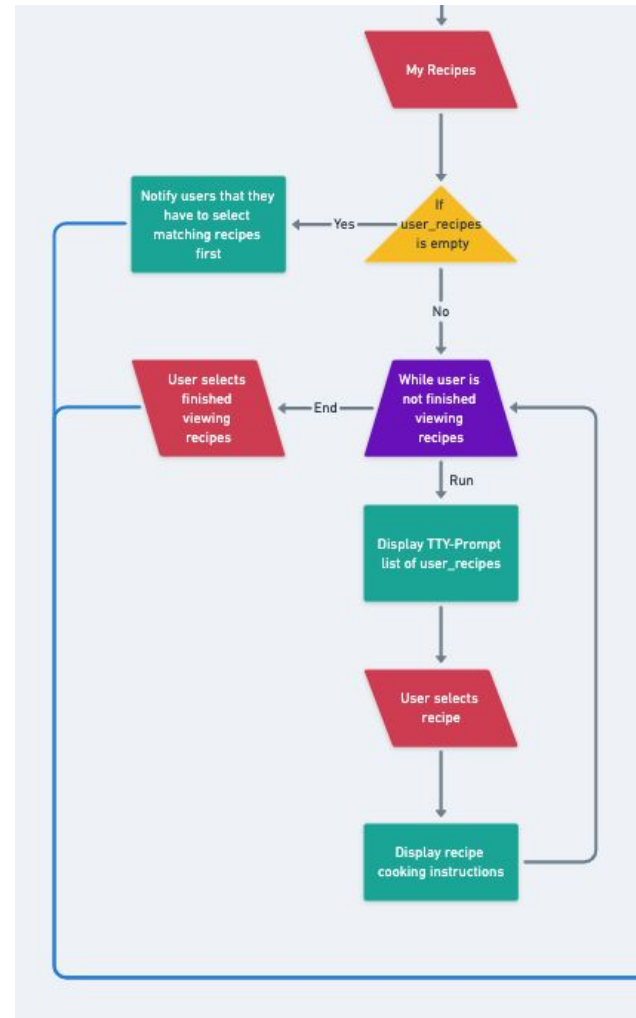 My Recipes
If
user_recipes
is empty
Yes
Notify users that they
have to select
matching recipes
first
No
While user is
not finished
viewing
recipes
End
User selects
finished
viewing
recipes
Run
Display TTY-Prompt
list of user_recipes
User selects
recipe
Display recipe
cooking instructions